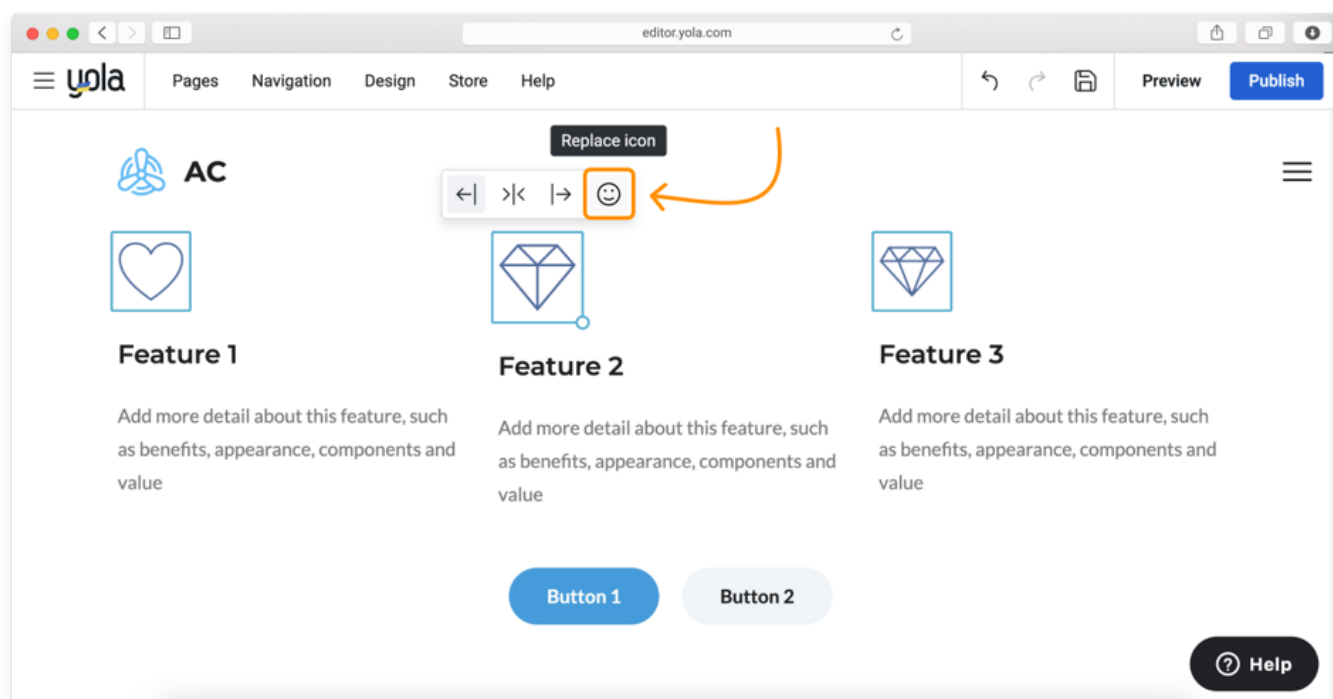 editor.yola.com
yola Pages Navigation Design Store Help Preview Publish
Replace icon
AC
Feature 1
Add more detail about this feature, such
as benefits, appearance, components and
value
Feature 2
Add more detail about this feature, such
as benefits, appearance, components and
value
Feature 3
Add more detail about this feature, such
as benefits, appearance, components and
value
Button 1 Button 2
? Help